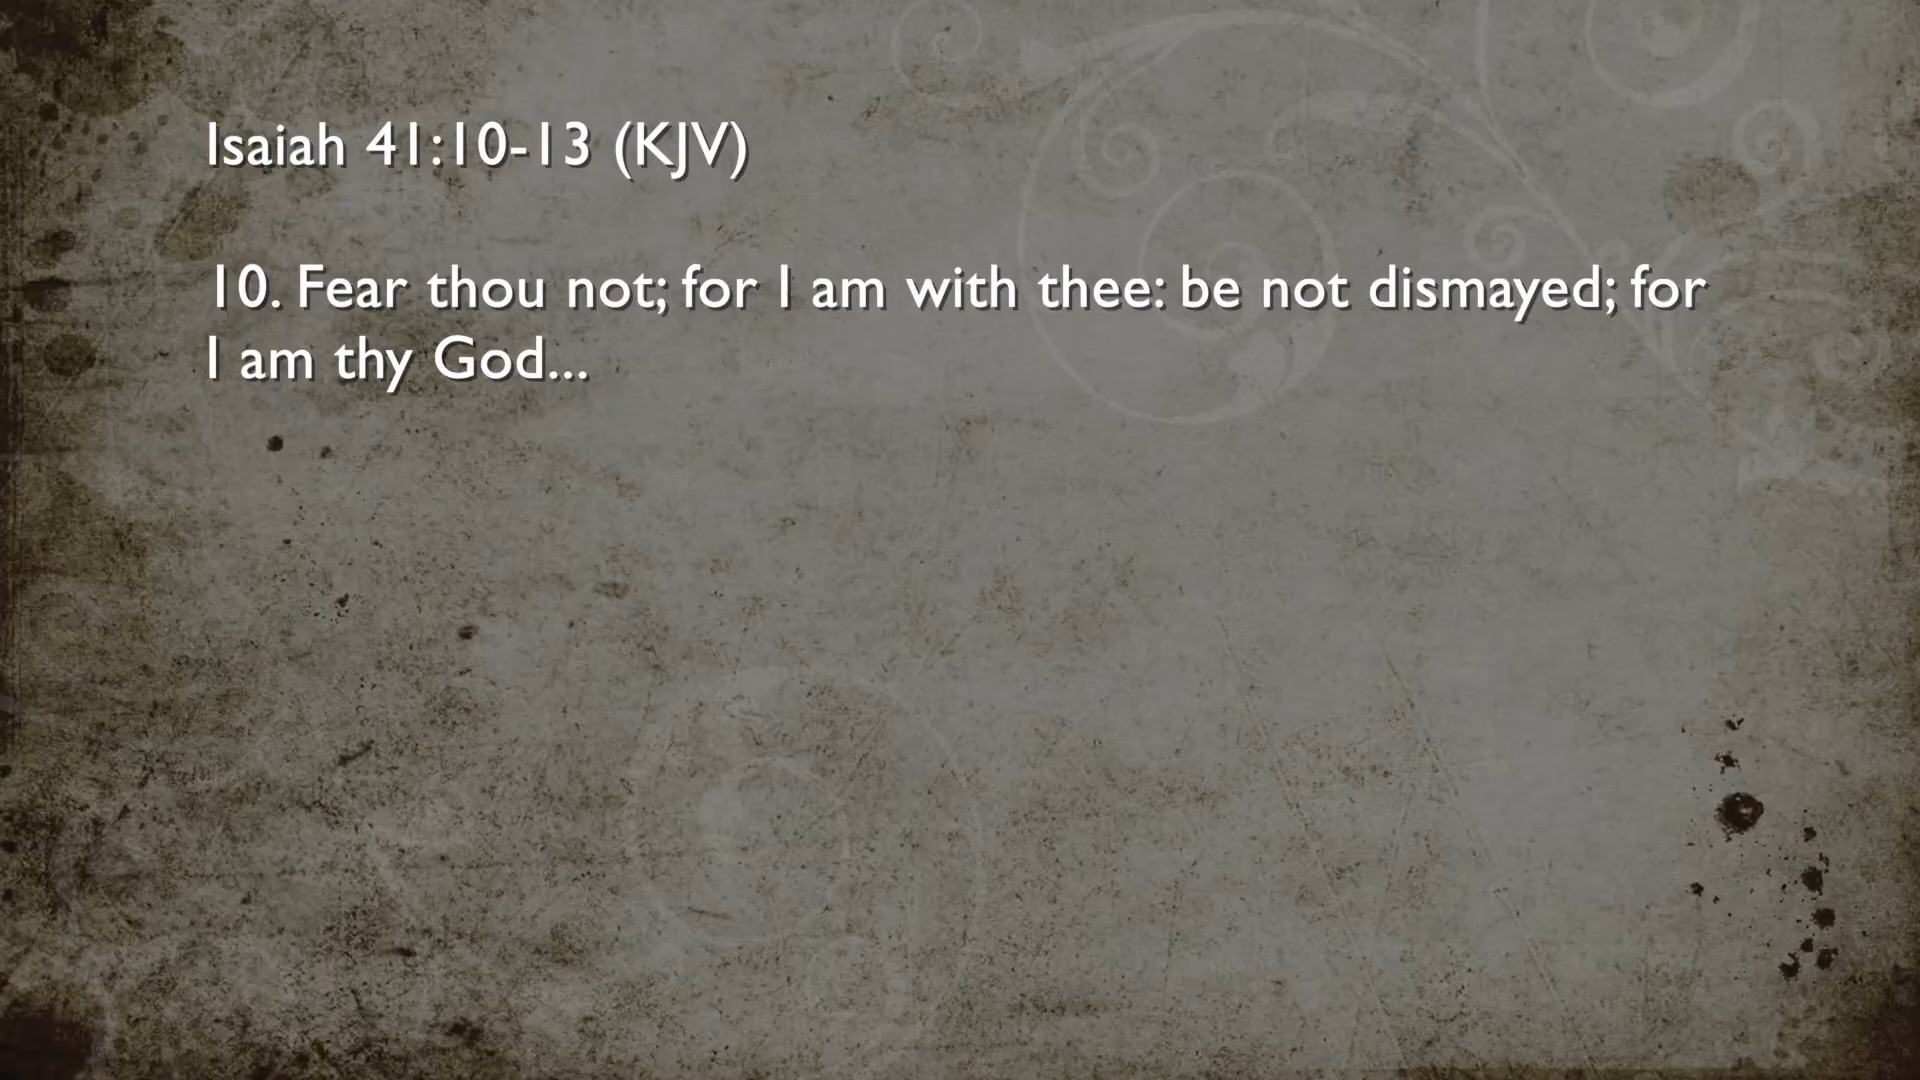 Isaiah 41:10-13 (KJV)
10. Fear thou not; for I am with thee: be not dismayed; for
I am thy God...